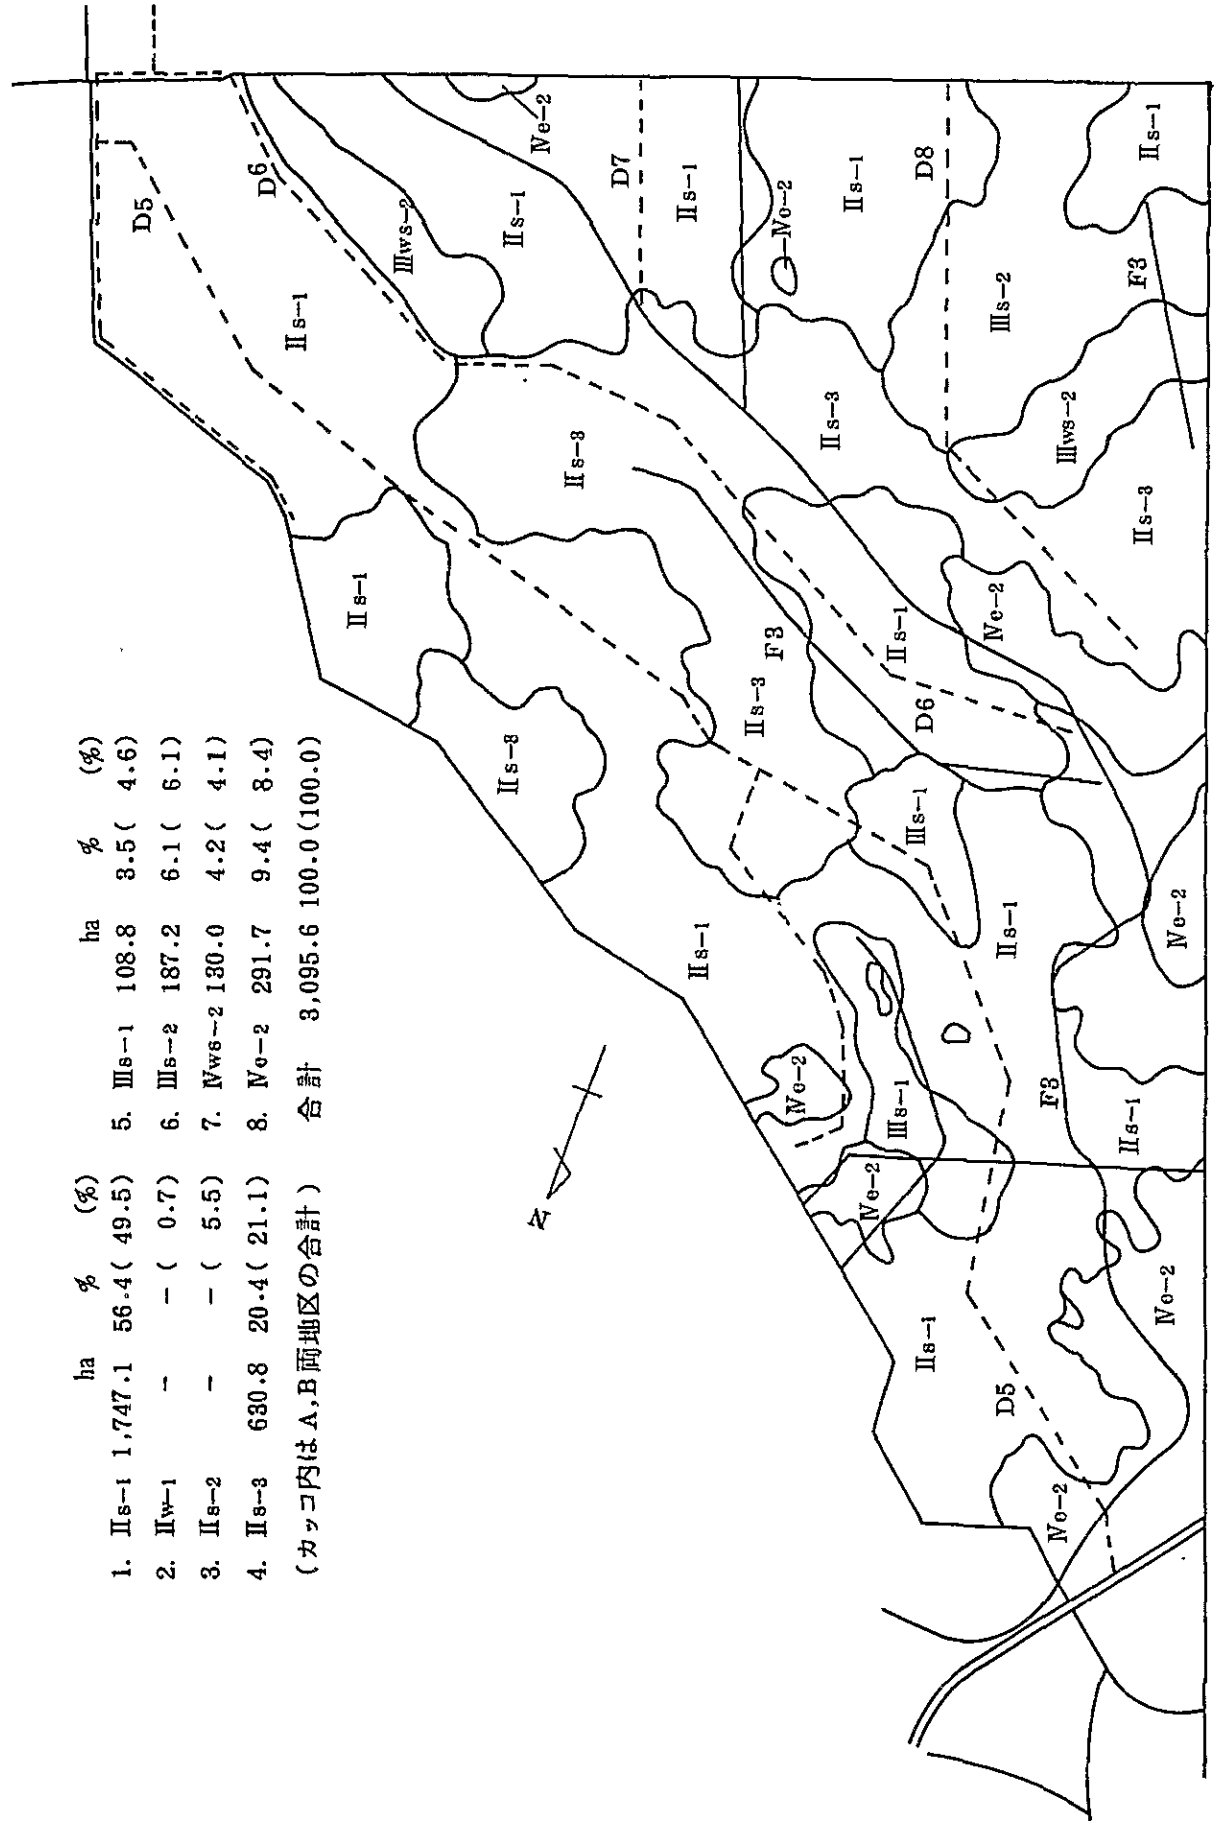 ha % (%) ha % (%)
1. Ⅱs-1 1,747.1 56.4( 49.5) 5. Ⅲs-1 108.8 3.5( 4.6)
2. Ⅱw-1 - -( 0.7) 6. Ⅲs-2 187.2 6.1( 6.1)
3. Ⅱs-2 - -( 5.5) 7. Ⅳws-2 130.0 4.2( 4.1)
4. Ⅱs-3 630.8 20.4( 21.1) 8. Ⅳe-2 291.7 9.4( 8.4)
(カッコ内はA,B両地区の合計) 合計 3,095.6 100.0(100.0)
N
D5
D6
Ⅱs-1
Ⅲws-2
Ⅱs-1
Ⅳe-2
D7
Ⅱs-1
Ⅳe-2
Ⅱs-1
D8
Ⅱs-1
Ⅲs-2
F3
Ⅱs-3
Ⅱs-3
Ⅲws-2
Ⅱs-3
Ⅱs-1
Ⅱs-3
F3
Ⅱs-3
Ⅱs-1
Ⅳe-2
D6
Ⅲs-1
Ⅱs-1
Ⅱs-1
Ⅳe-2
Ⅳe-2
Ⅲs-1
F3
Ⅱs-1
Ⅳe-2
Ⅳe-2
Ⅱs-1
D5
Ⅳe-2